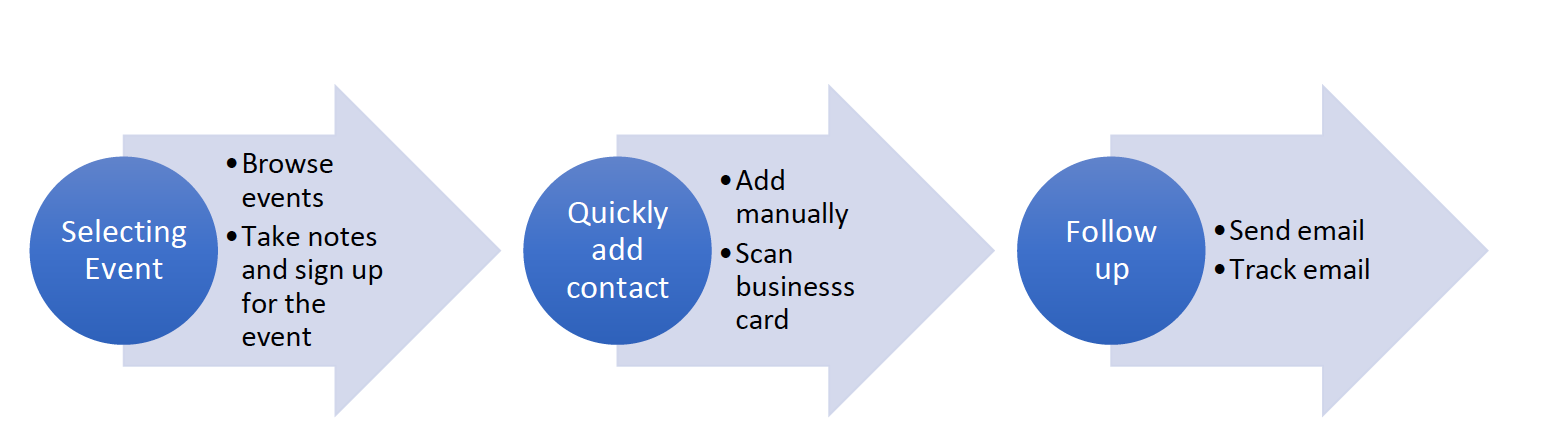 Selecting
Event
•Browse
events
•Take notes
and sign up
for the
event
Quickly
add
contact
•Add
manually
•Scan
businesss
card
Follow
up
•Send email
•Track email